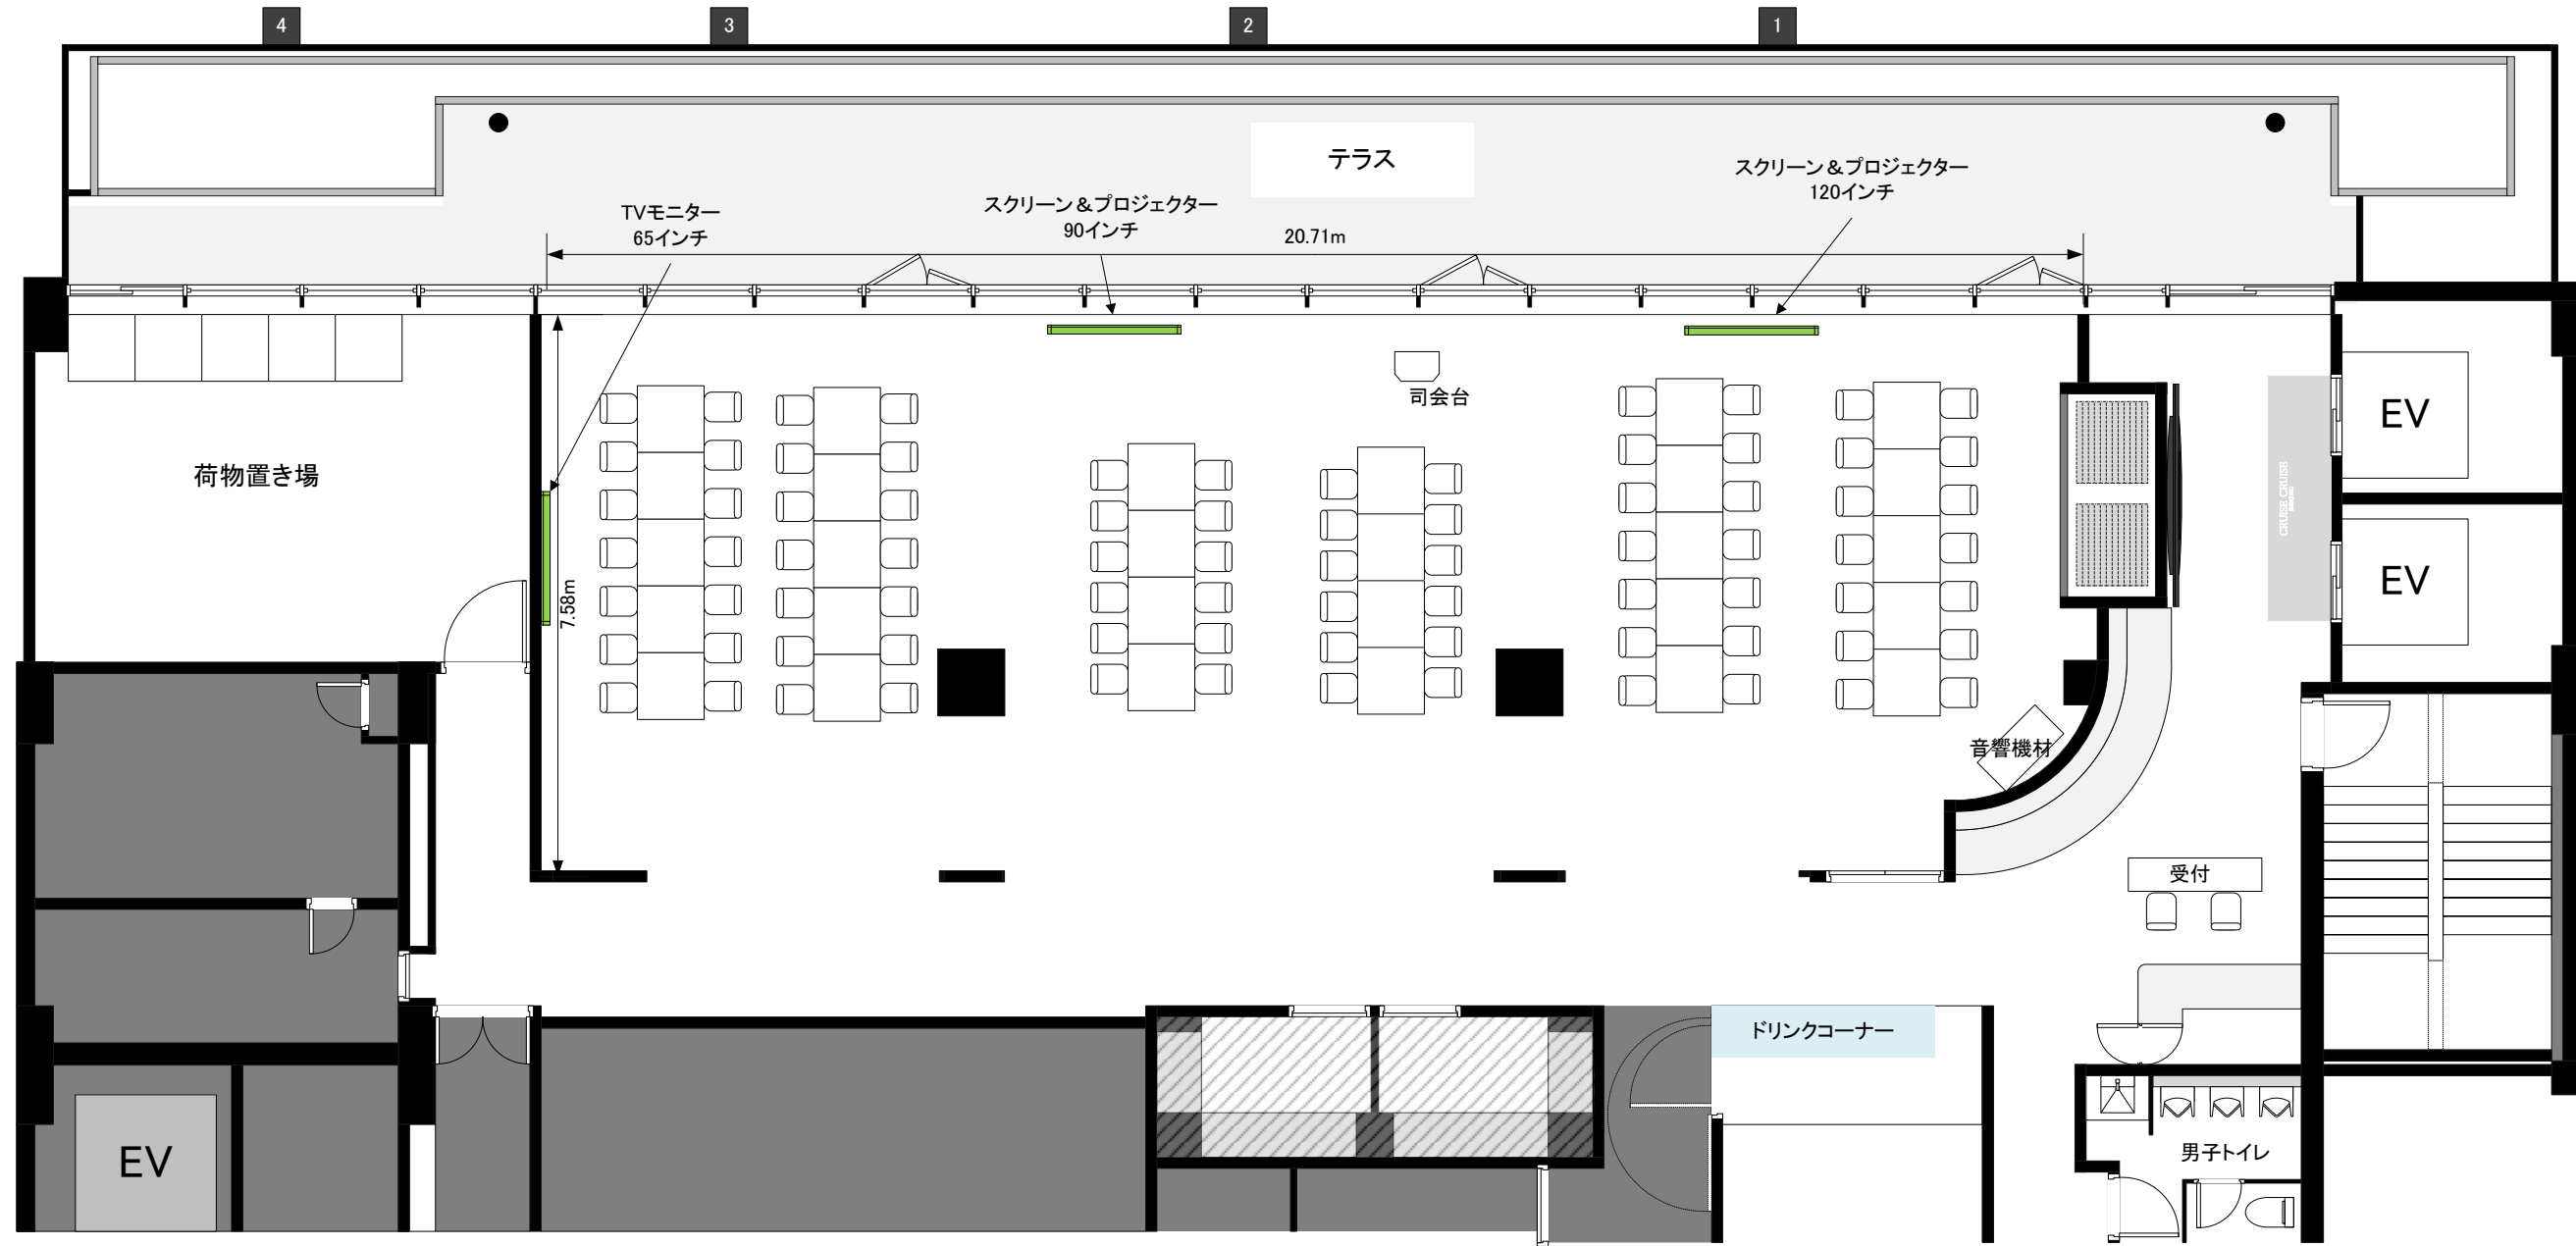 4
3
2
1
テラス
スクリーン＆プロジェクター
120インチ
TVモニター
65インチ
スクリーン＆プロジェクター
90インチ
20.71m
司会台
EV
荷物置き場
CRUISE CRUISE
EV
7.58m
音響機材
受付
ドリンクコーナー
EV
男子トイレ